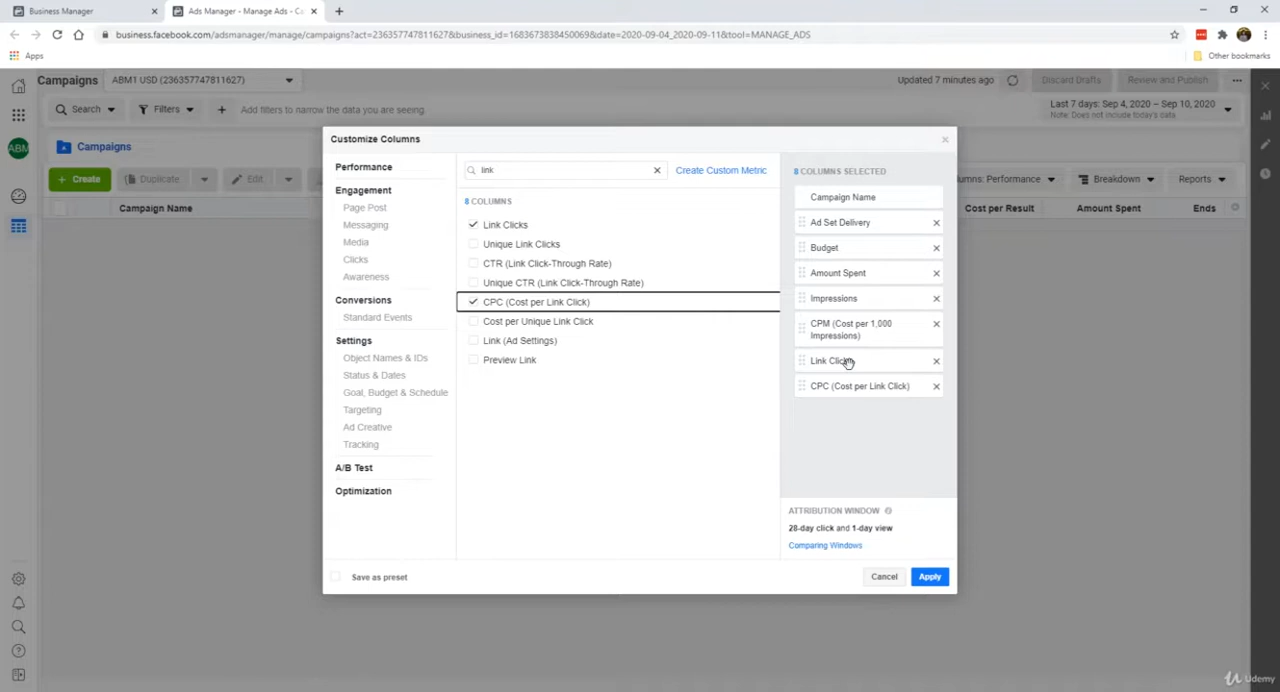 Business Manager
Ads Manager - Manage Ads - Ca
business.facebook.com/adsmanager/manage/campaigns?act=236357747811627&business_id=1683673838450069&date=2020-09-04_2020-09-11&tool=MANAGE_ADS
Apps
Other bookmarks
Campaigns
ABM1 USD (236357747811627)
Updated 7 minutes ago
Discard Drafts
Review and Publish
Search
Filters
Add filters to narrow the data you are seeing.
Last 7 days: Sep 4, 2020 – Sep 10, 2020
Note: Does not include today's data
ABM
Campaigns
+ Create
Duplicate
Edit
umns: Performance
Breakdown
Reports
Campaign Name
Cost per Result
Amount Spent
Ends
Customize Columns
Performance
Engagement
Page Post
Messaging
Media
Clicks
Awareness
Conversions
Standard Events
Settings
Object Names & IDs
Status & Dates
Goal, Budget & Schedule
Targeting
Ad Creative
Tracking
A/B Test
Optimization
link
Create Custom Metric
8 COLUMNS
Link Clicks
Unique Link Clicks
CTR (Link Click-Through Rate)
Unique CTR (Link Click-Through Rate)
CPC (Cost per Link Click)
Cost per Unique Link Click
Link (Ad Settings)
Preview Link
8 COLUMNS SELECTED
Campaign Name
Ad Set Delivery
Budget
Amount Spent
Impressions
CPM (Cost per 1,000
Impressions)
Link Clicks
CPC (Cost per Link Click)
ATTRIBUTION WINDOW
28-day click and 1-day view
Comparing Windows
Save as preset
Cancel
Apply
Udemy